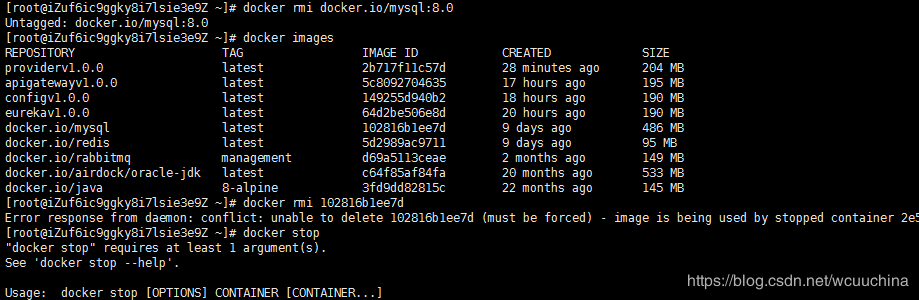 [root@iZuf6ic9ggky8i7lsie3e9Z ~]# docker rmi docker.io/mysql:8.0
Untagged: docker.io/mysql:8.0
[root@iZuf6ic9ggky8i7lsie3e9Z ~]# docker images
REPOSITORY TAG IMAGE ID CREATED SIZE
providerv1.0.0 latest 2b717f11c57d 28 minutes ago 204 MB
apigatewayv1.0.0 latest 5c8092704635 17 hours ago 195 MB
configv1.0.0 latest 149255d940b2 18 hours ago 190 MB
eurekav1.0.0 latest 64d2be506e8d 20 hours ago 190 MB
docker.io/mysql latest 102816b1ee7d 9 days ago 486 MB
docker.io/redis latest 5d2989ac9711 9 days ago 95 MB
docker.io/rabbitmq management d69a5113ceae 2 months ago 149 MB
docker.io/airdock/oracle-jdk latest c64f85af84fa 20 months ago 533 MB
docker.io/java 8-alpine 3fd9dd82815c 22 months ago 145 MB
[root@iZuf6ic9ggky8i7lsie3e9Z ~]# docker rmi 102816b1ee7d
Error response from daemon: conflict: unable to delete 102816b1ee7d (must be forced) - image is being used by stopped container 2e5
[root@iZuf6ic9ggky8i7lsie3e9Z ~]# docker stop
"docker stop" requires at least 1 argument(s).
See 'docker stop --help'.
Usage: docker stop [OPTIONS] CONTAINER [CONTAINER...]
https://blog.csdn.net/wcuuchina